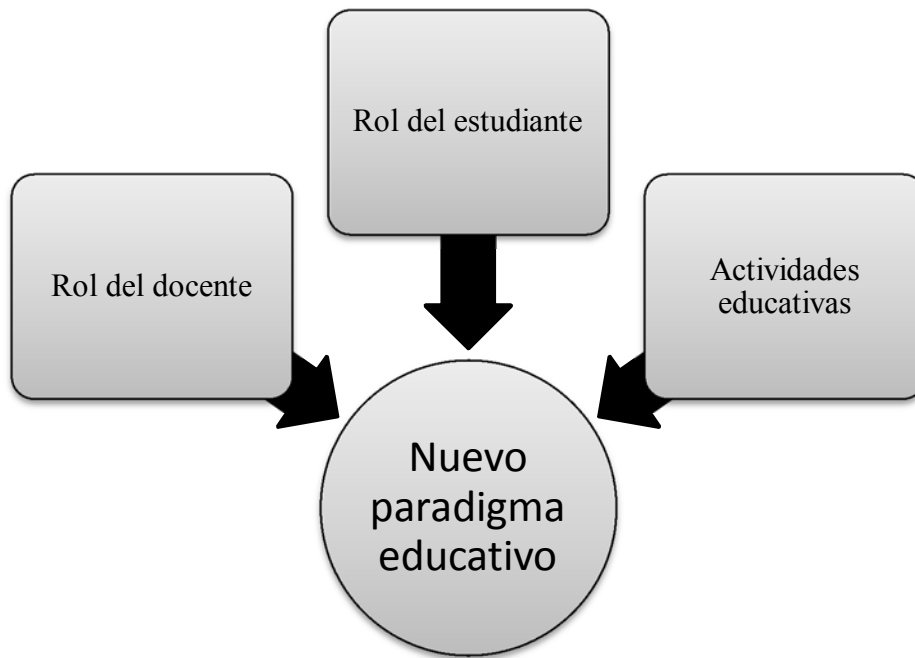 Rol del estudiante
Rol del docente
Actividades
educativas
Nuevo
paradigma
educativo